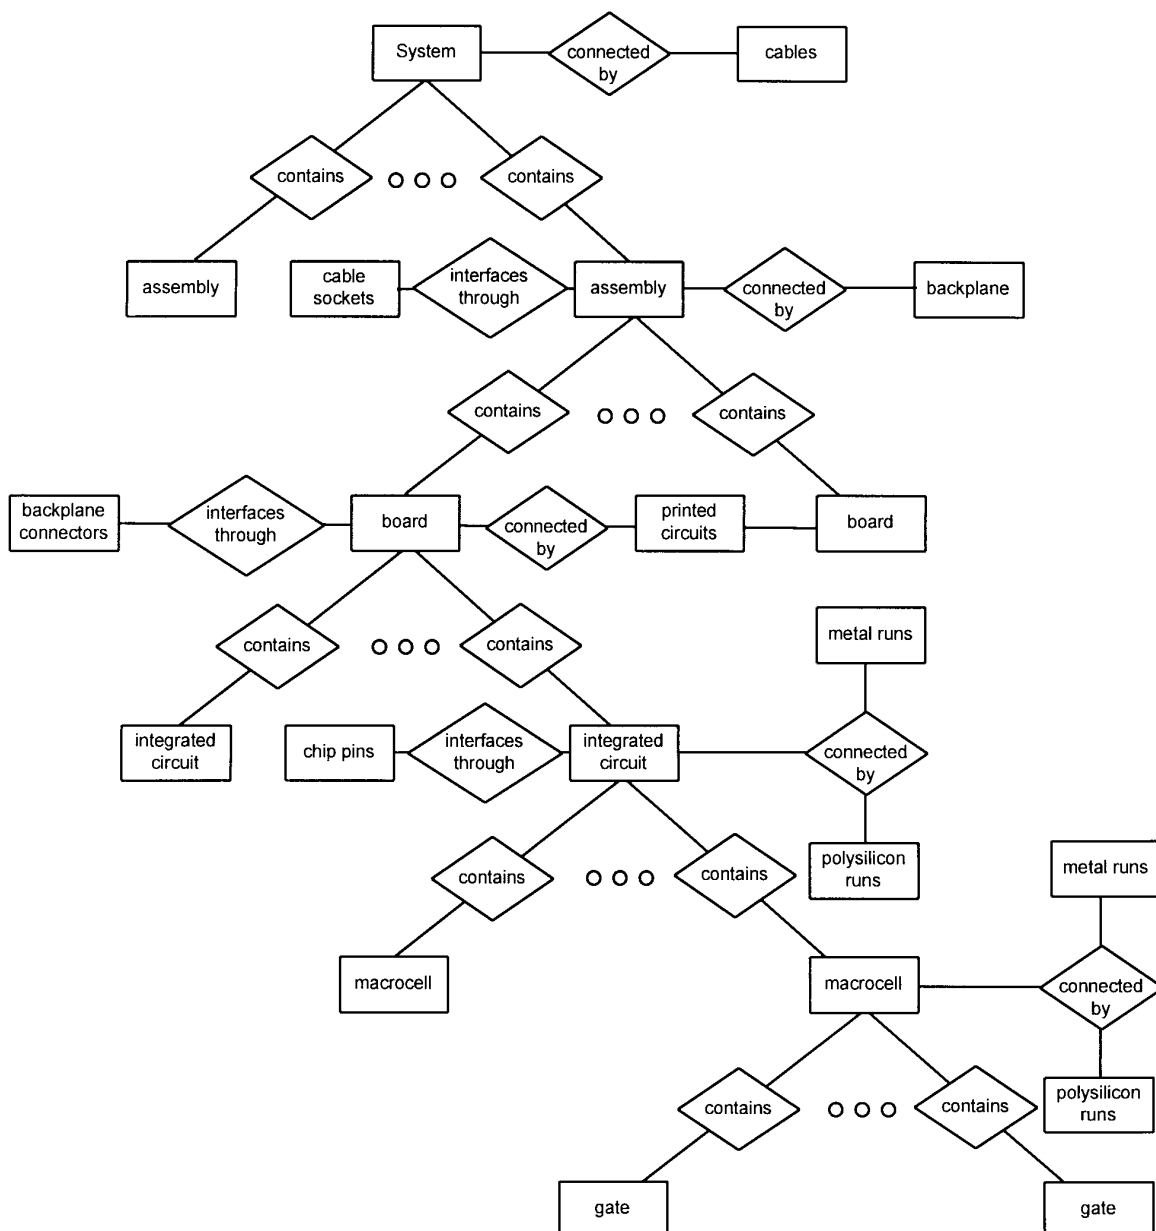 System
connected
by
cables
contains
contains
assembly
cable
sockets
interfaces
through
assembly
connected
by
backplane
contains
contains
backplane
connectors
interfaces
through
board
connected
by
printed
circuits
board
contains
contains
metal runs
integrated
circuit
chip pins
interfaces
through
integrated
circuit
connected
by
contains
contains
polysilicon
runs
metal runs
macrocell
macrocell
connected
by
contains
contains
polysilicon
runs
gate
gate